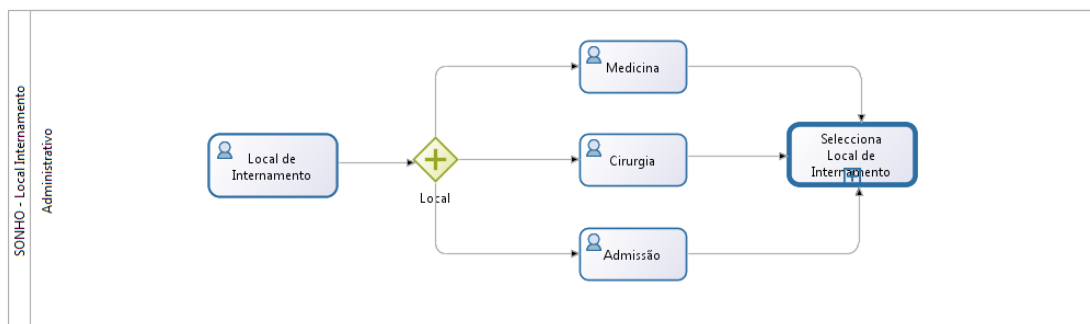 SONHO - Local Internamento
Administrativo
Local de
Internamento
Local
Medicina
Cirurgia
Admissão
Selecciona
Local de
Internamento